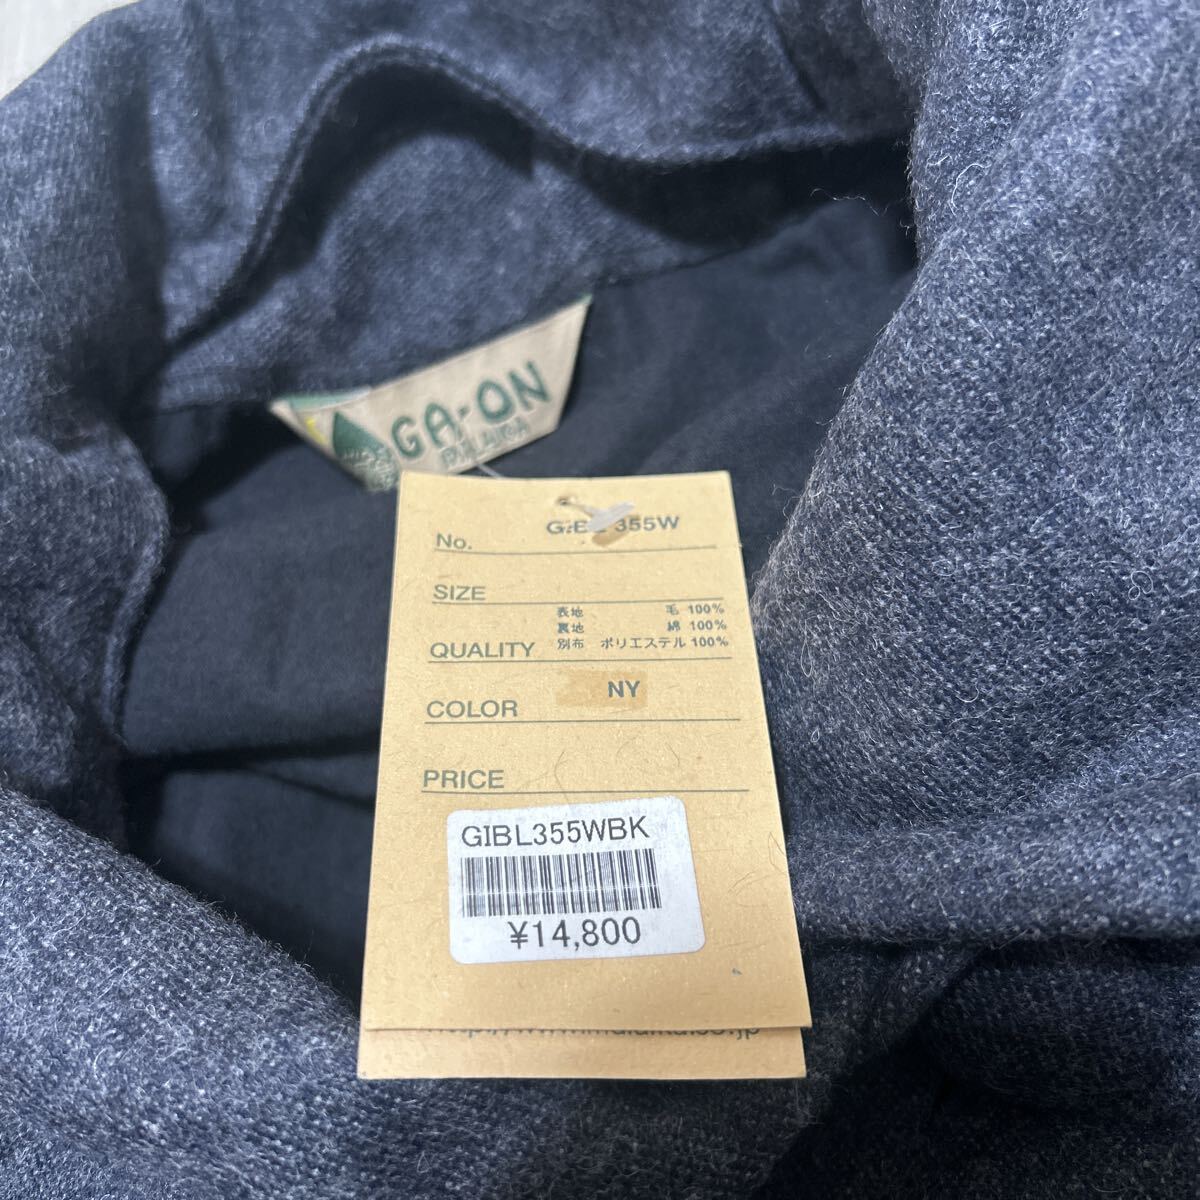 GA-ON
No. GIBL355W
SIZE
表地 毛 100%
裏地 綿 100%
QUALITY 別布 ポリエステル 100%
COLOR NY
PRICE
GIBL355WBK
¥14,800